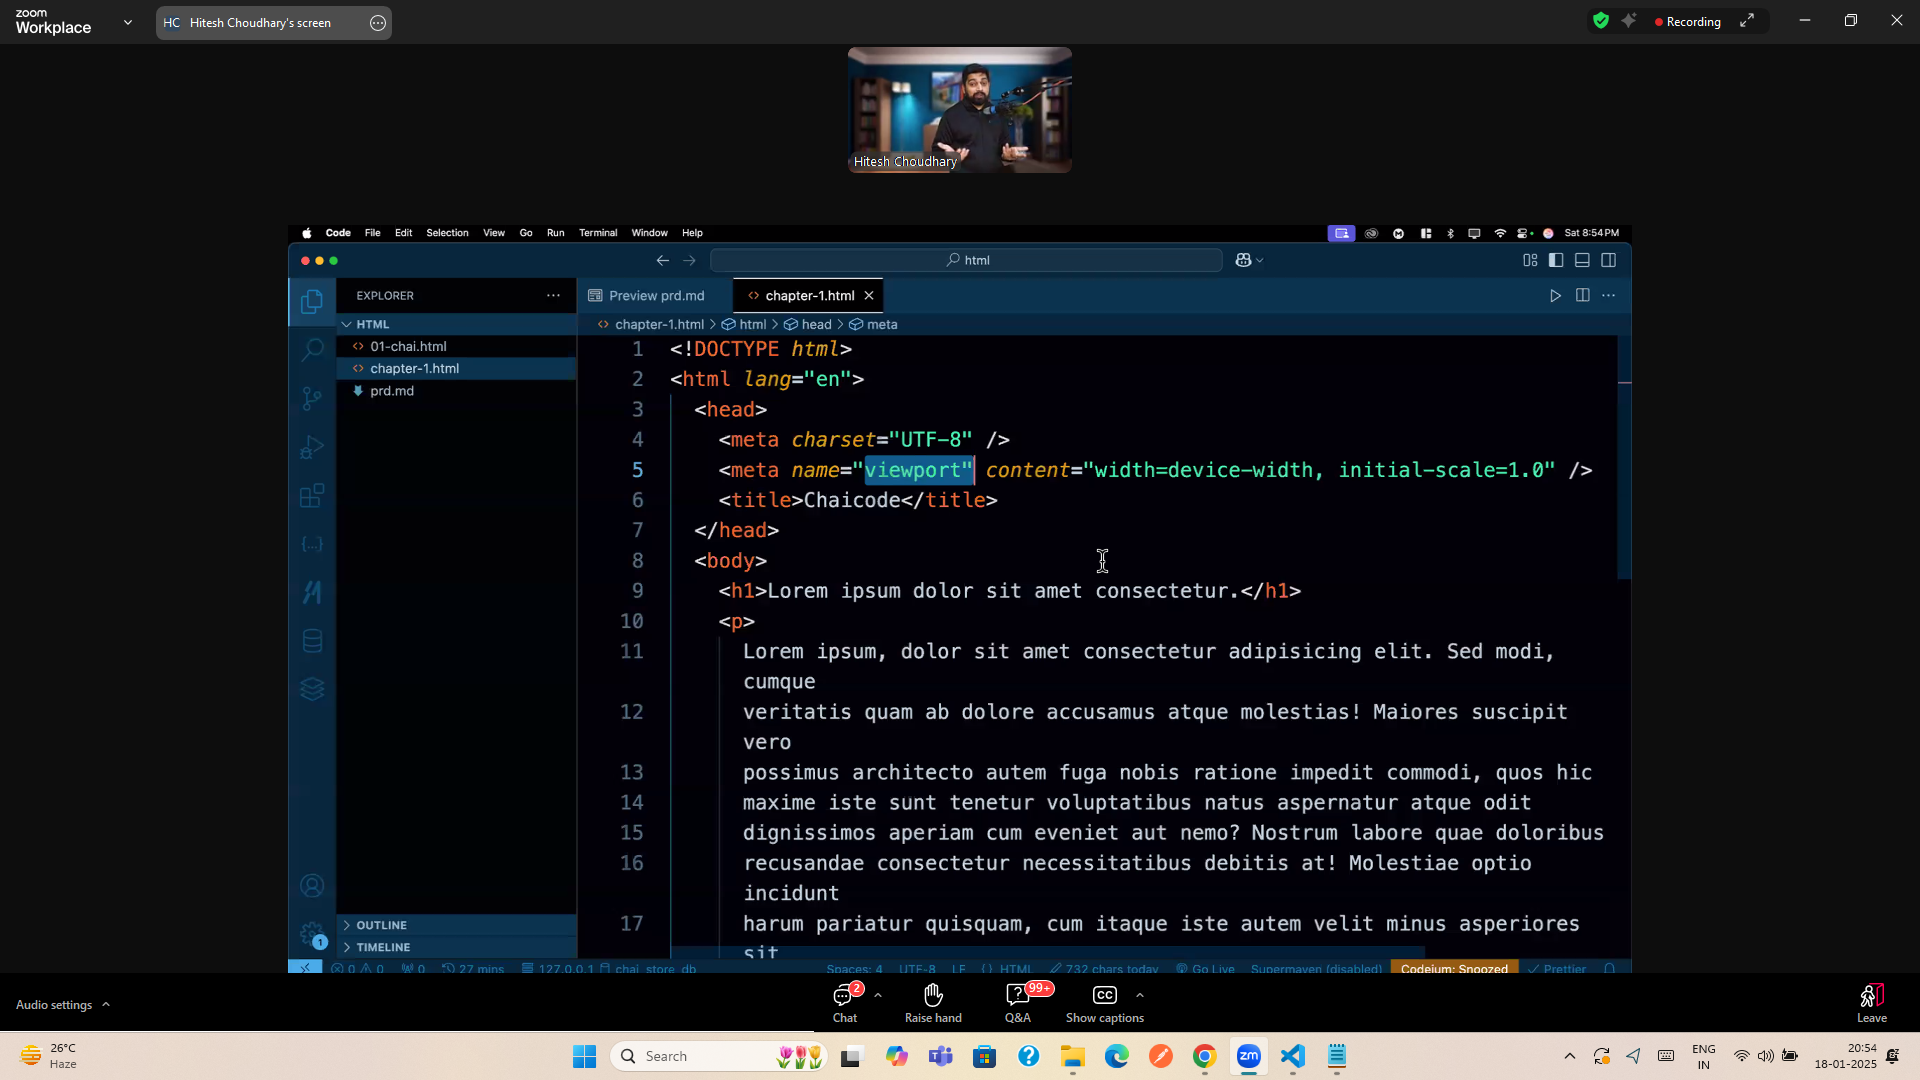 zoom
Workplace
HC Hitesh Choudhary's screen
Recording
Hitesh Choudhary
Code File Edit Selection View Go Run Terminal Window Help
Sat 8:54 PM
html
EXPLORER
Preview prd.md
chapter-1.html
HTML
chapter-1.html > html > head > meta
01-chai.html
chapter-1.html
prd.md
1 <!DOCTYPE html>
2 <html lang="en">
3 <head>
4 <meta charset="UTF-8" />
5 <meta name="viewport" content="width=device-width, initial-scale=1.0" />
6 <title>Chaicode</title>
7 </head>
8 <body>
9 <h1>Lorem ipsum dolor sit amet consectetur.</h1>
10 <p>
11 Lorem ipsum, dolor sit amet consectetur adipisicing elit. Sed modi,
cumque
12 veritatis quam ab dolore accusamus atque molestias! Maiores suscipit
vero
13 possimus architecto autem fuga nobis ratione impedit commodi, quos hic
14 maxime iste sunt tenetur voluptatibus natus aspernatur atque odit
15 dignissimos aperiam cum eveniet aut nemo? Nostrum labore quae doloribus
16 recusandae consectetur necessitatibus debitis at! Molestiae optio
incidunt
17 harum pariatur quisquam, cum itaque iste autem velit minus asperiores
sit
OUTLINE
TIMELINE
1
0 0 0 27 mins 127.0.0.1 chai_store_db Spaces: 4 UTF-8 LF {} HTML 732 chars today Go Live Supermaven (disabled) Codeium: Snoozed Prettier
Audio settings
2
Chat
Raise hand
99+
Q&A
CC
Show captions
Leave
26°C
Haze
Search
zm
ENG
IN
20:54
18-01-2025